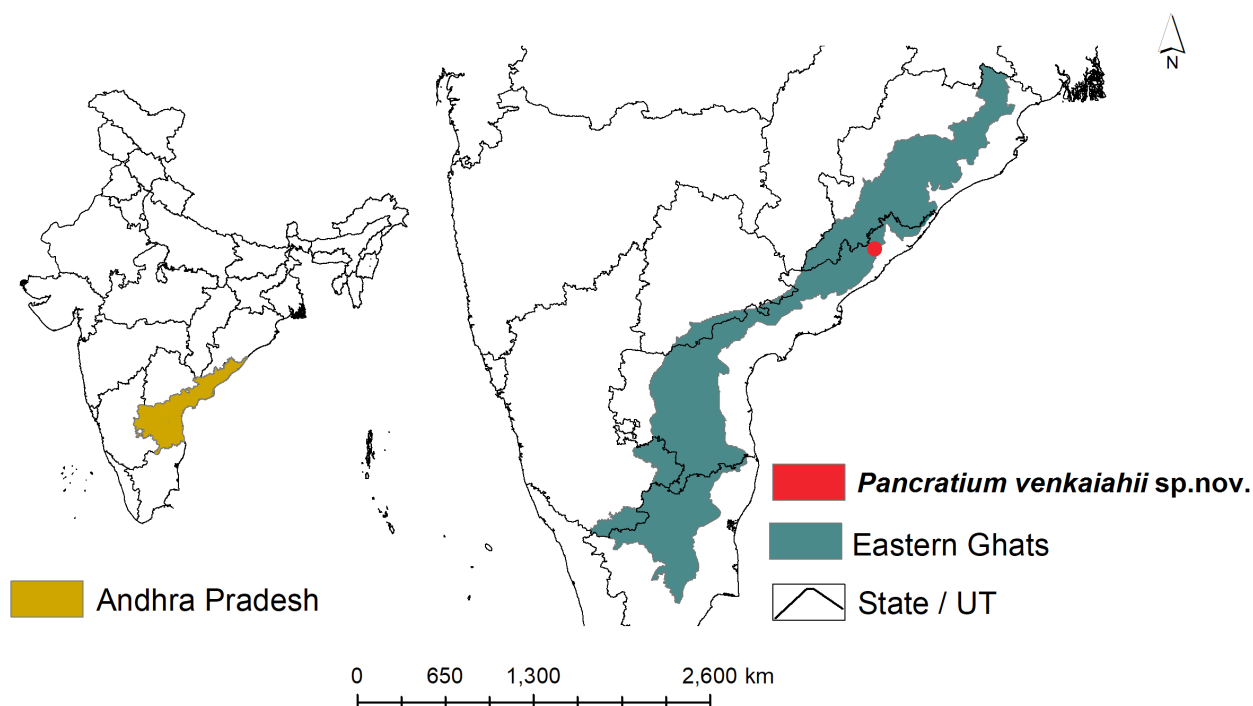 N
Pancratium venkaiahii sp.nov.
Eastern Ghats
State / UT
Andhra Pradesh
0 650 1,300 2,600 km